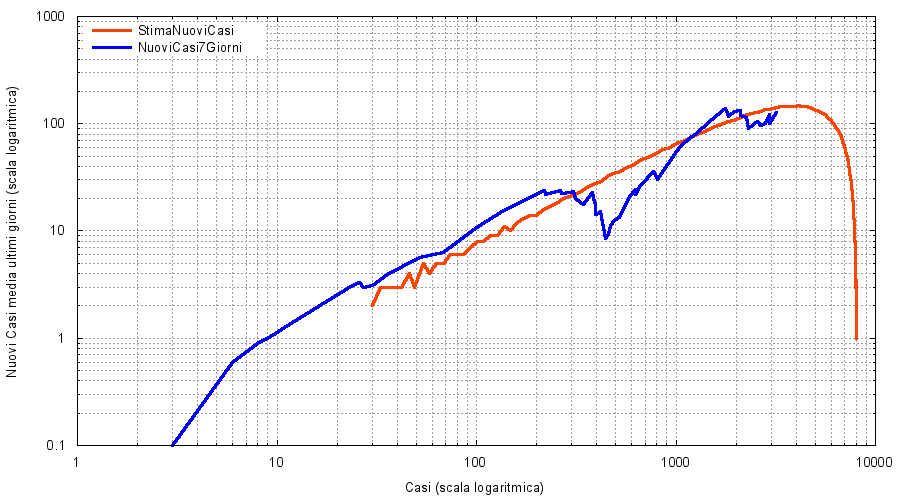 1000
100
10
1
0.1
StimaNuoviCasi
NuoviCasi7Giorni
Nuovi Casi media ultimi giorni (scala logaritmica)
1 10 100 1000 10000
Casi (scala logaritmica)